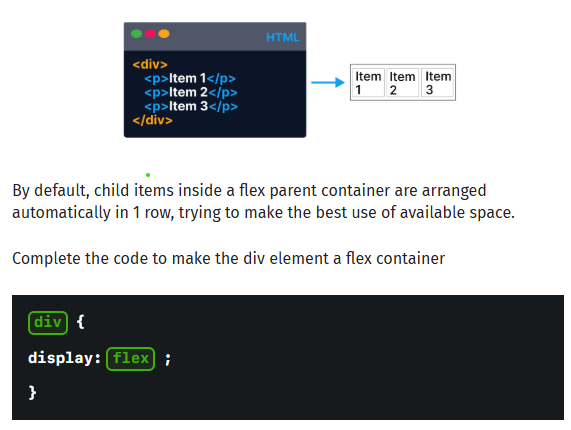 HTML
<div>
<p>Item 1</p>
<p>Item 2</p>
<p>Item 3</p>
</div>
Item Item Item
1 2 3
By default, child items inside a flex parent container are arranged
automatically in 1 row, trying to make the best use of available space.
Complete the code to make the div element a flex container
div {
display: flex ;
}